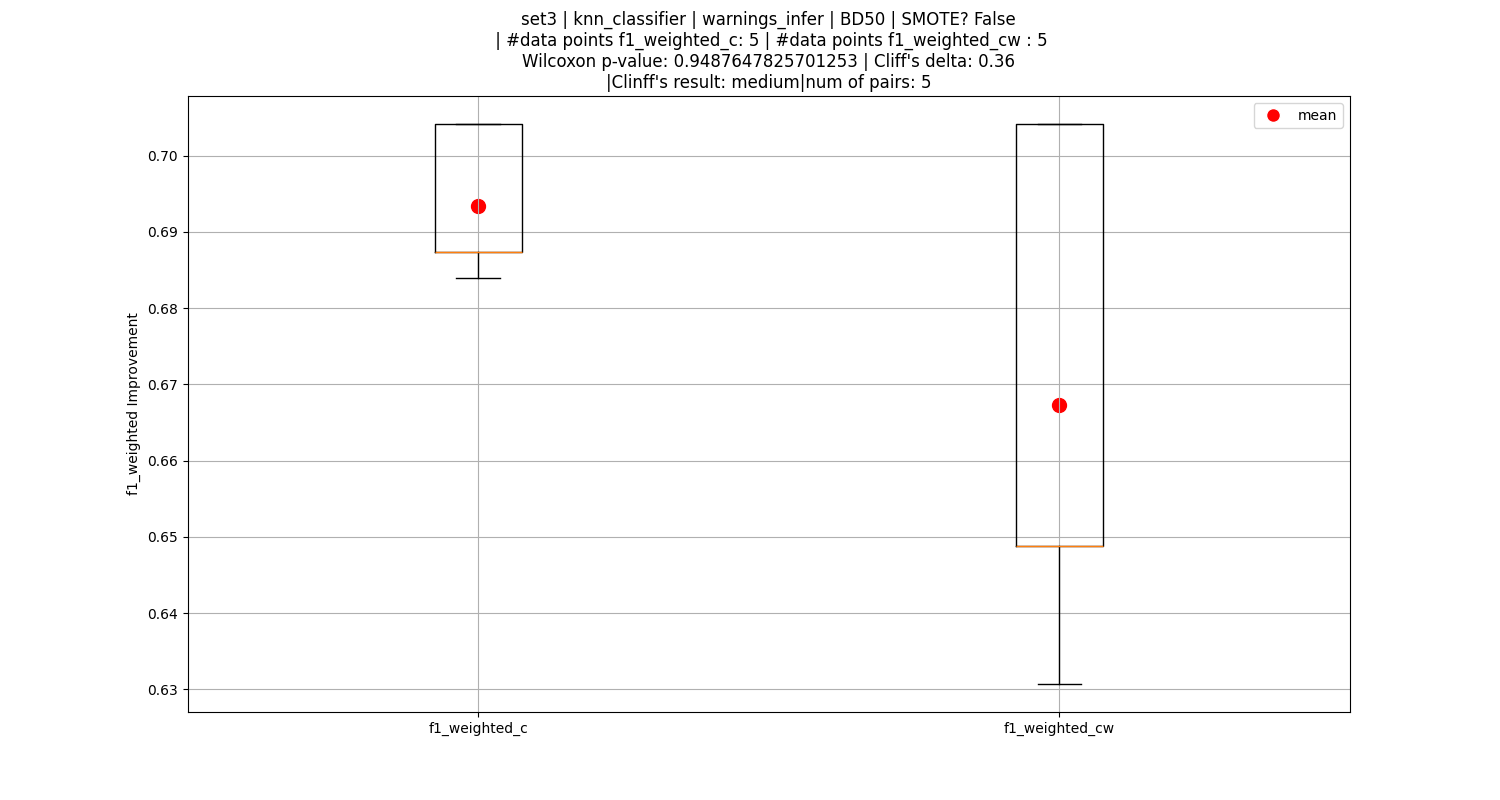 set3 | knn_classifier | warnings_infer | BD50 | SMOTE? False
| #data points f1_weighted_c: 5 | #data points f1_weighted_cw : 5
Wilcoxon p-value: 0.9487647825701253 | Cliff's delta: 0.36
|Clinff's result: medium|num of pairs: 5
mean
0.70
0.69
0.68
0.67
0.66
0.65
0.64
0.63
f1_weighted Improvement
f1_weighted_c
f1_weighted_cw